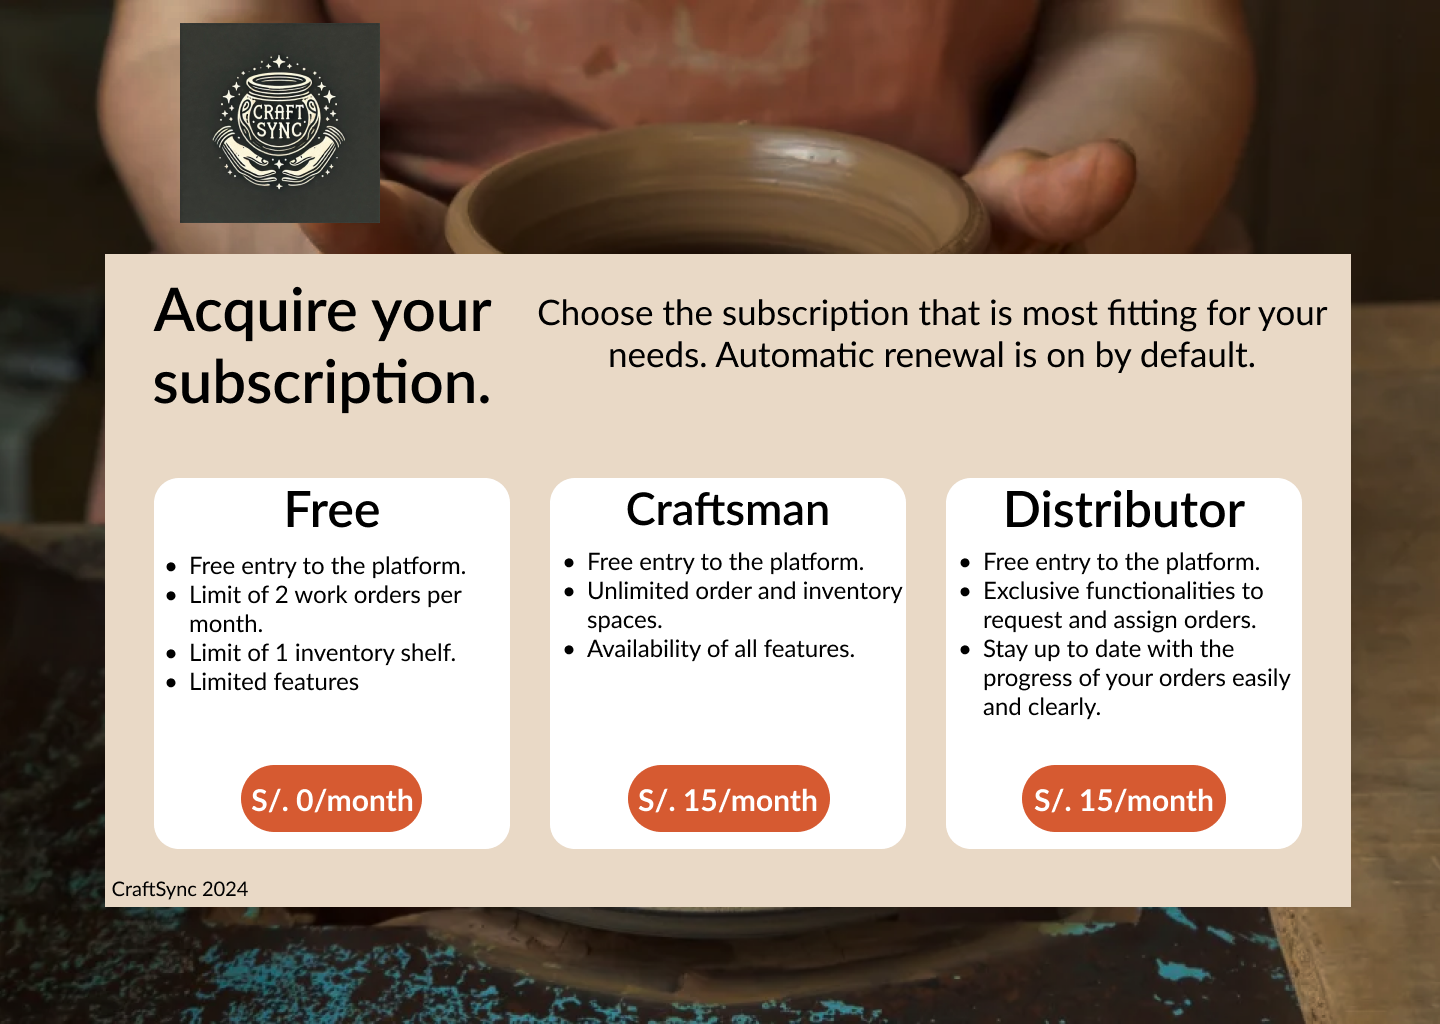 CRAFT
SYNC
Acquire your
subscription.
Choose the subscription that is most fitting for your
needs. Automatic renewal is on by default.
Free
• Free entry to the platform.
• Limit of 2 work orders per
month.
• Limit of 1 inventory shelf.
• Limited features
S/. 0/month
Craftsman
• Free entry to the platform.
• Unlimited order and inventory
spaces.
• Availability of all features.
S/. 15/month
Distributor
• Free entry to the platform.
• Exclusive functionalities to
request and assign orders.
• Stay up to date with the
progress of your orders easily
and clearly.
S/. 15/month
CraftSync 2024